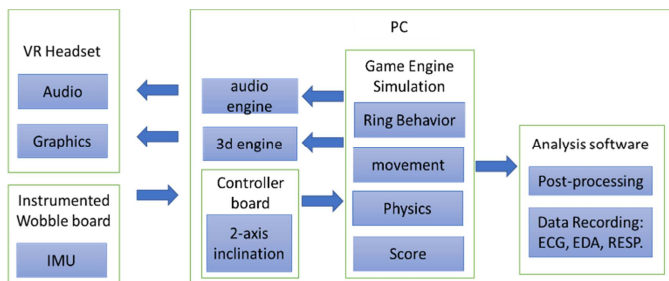 VR Headset
Audio
Graphics
Instrumented
Wobble board
IMU
PC
audio
engine
3d engine
Controller
board
2-axis
inclination
Game Engine
Simulation
Ring Behavior
movement
Physics
Score
Analysis software
Post-processing
Data Recording:
ECG, EDA, RESP.